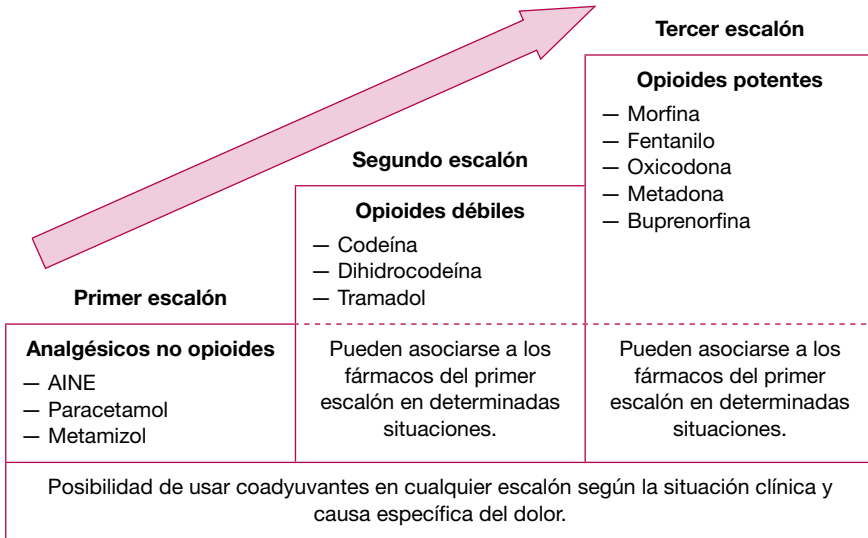 Primer escalón
Analgésicos no opioides
— AINE
— Paracetamol
— Metamizol
Segundo escalón
Opioides débiles
— Codeína
— Dihidrocodeína
— Tramadol
Pueden asociarse a los
fármacos del primer
escalón en determinadas
situaciones.
Tercer escalón
Opioides potentes
— Morfina
— Fentanilo
— Oxicodona
— Metadona
— Buprenorfina
Pueden asociarse a los
fármacos del primer
escalón en determinadas
situaciones.
Posibilidad de usar coadyuvantes en cualquier escalón según la situación clínica y
causa específica del dolor.